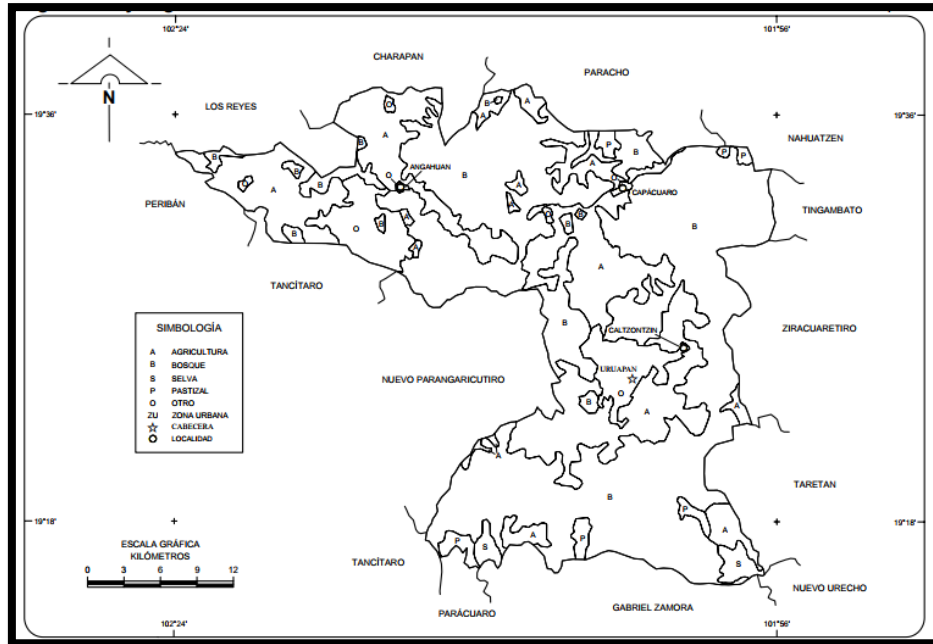 102°24'
101°56'
CHARAPAN
PARACHO
N
LOS REYES
19°36'
19°36'
NAHUATZEN
O
B
A
A
B
A
P
B
A
P
P
B
B
ANGAHUAN
O
B
A
O
CAPÁCUARO
O
A
B
A
PERIBÁN
B
O
B
A
O
B
B
TINGAMBATO
B
A
A
TANCÍTARO
SIMBOLOGÍA
A AGRICULTURA
B BOSQUE
S SELVA
P PASTIZAL
O OTRO
ZU ZONA URBANA
☆ CABECERA
LOCALIDAD
B
CALTZONTZIN
ZIRACUARETIRO
NUEVO PARANGARICUTIRO
URUAPAN
B
O
A
A
A
B
TARETAN
19°18'
19°18'
P
A
P
S
A
P
S
ESCALA GRÁFICA
KILÓMETROS
0 3 6 9 12
TANCÍTARO
PARÁCUARO
GABRIEL ZAMORA
NUEVO URECHO
102°24'
101°56'